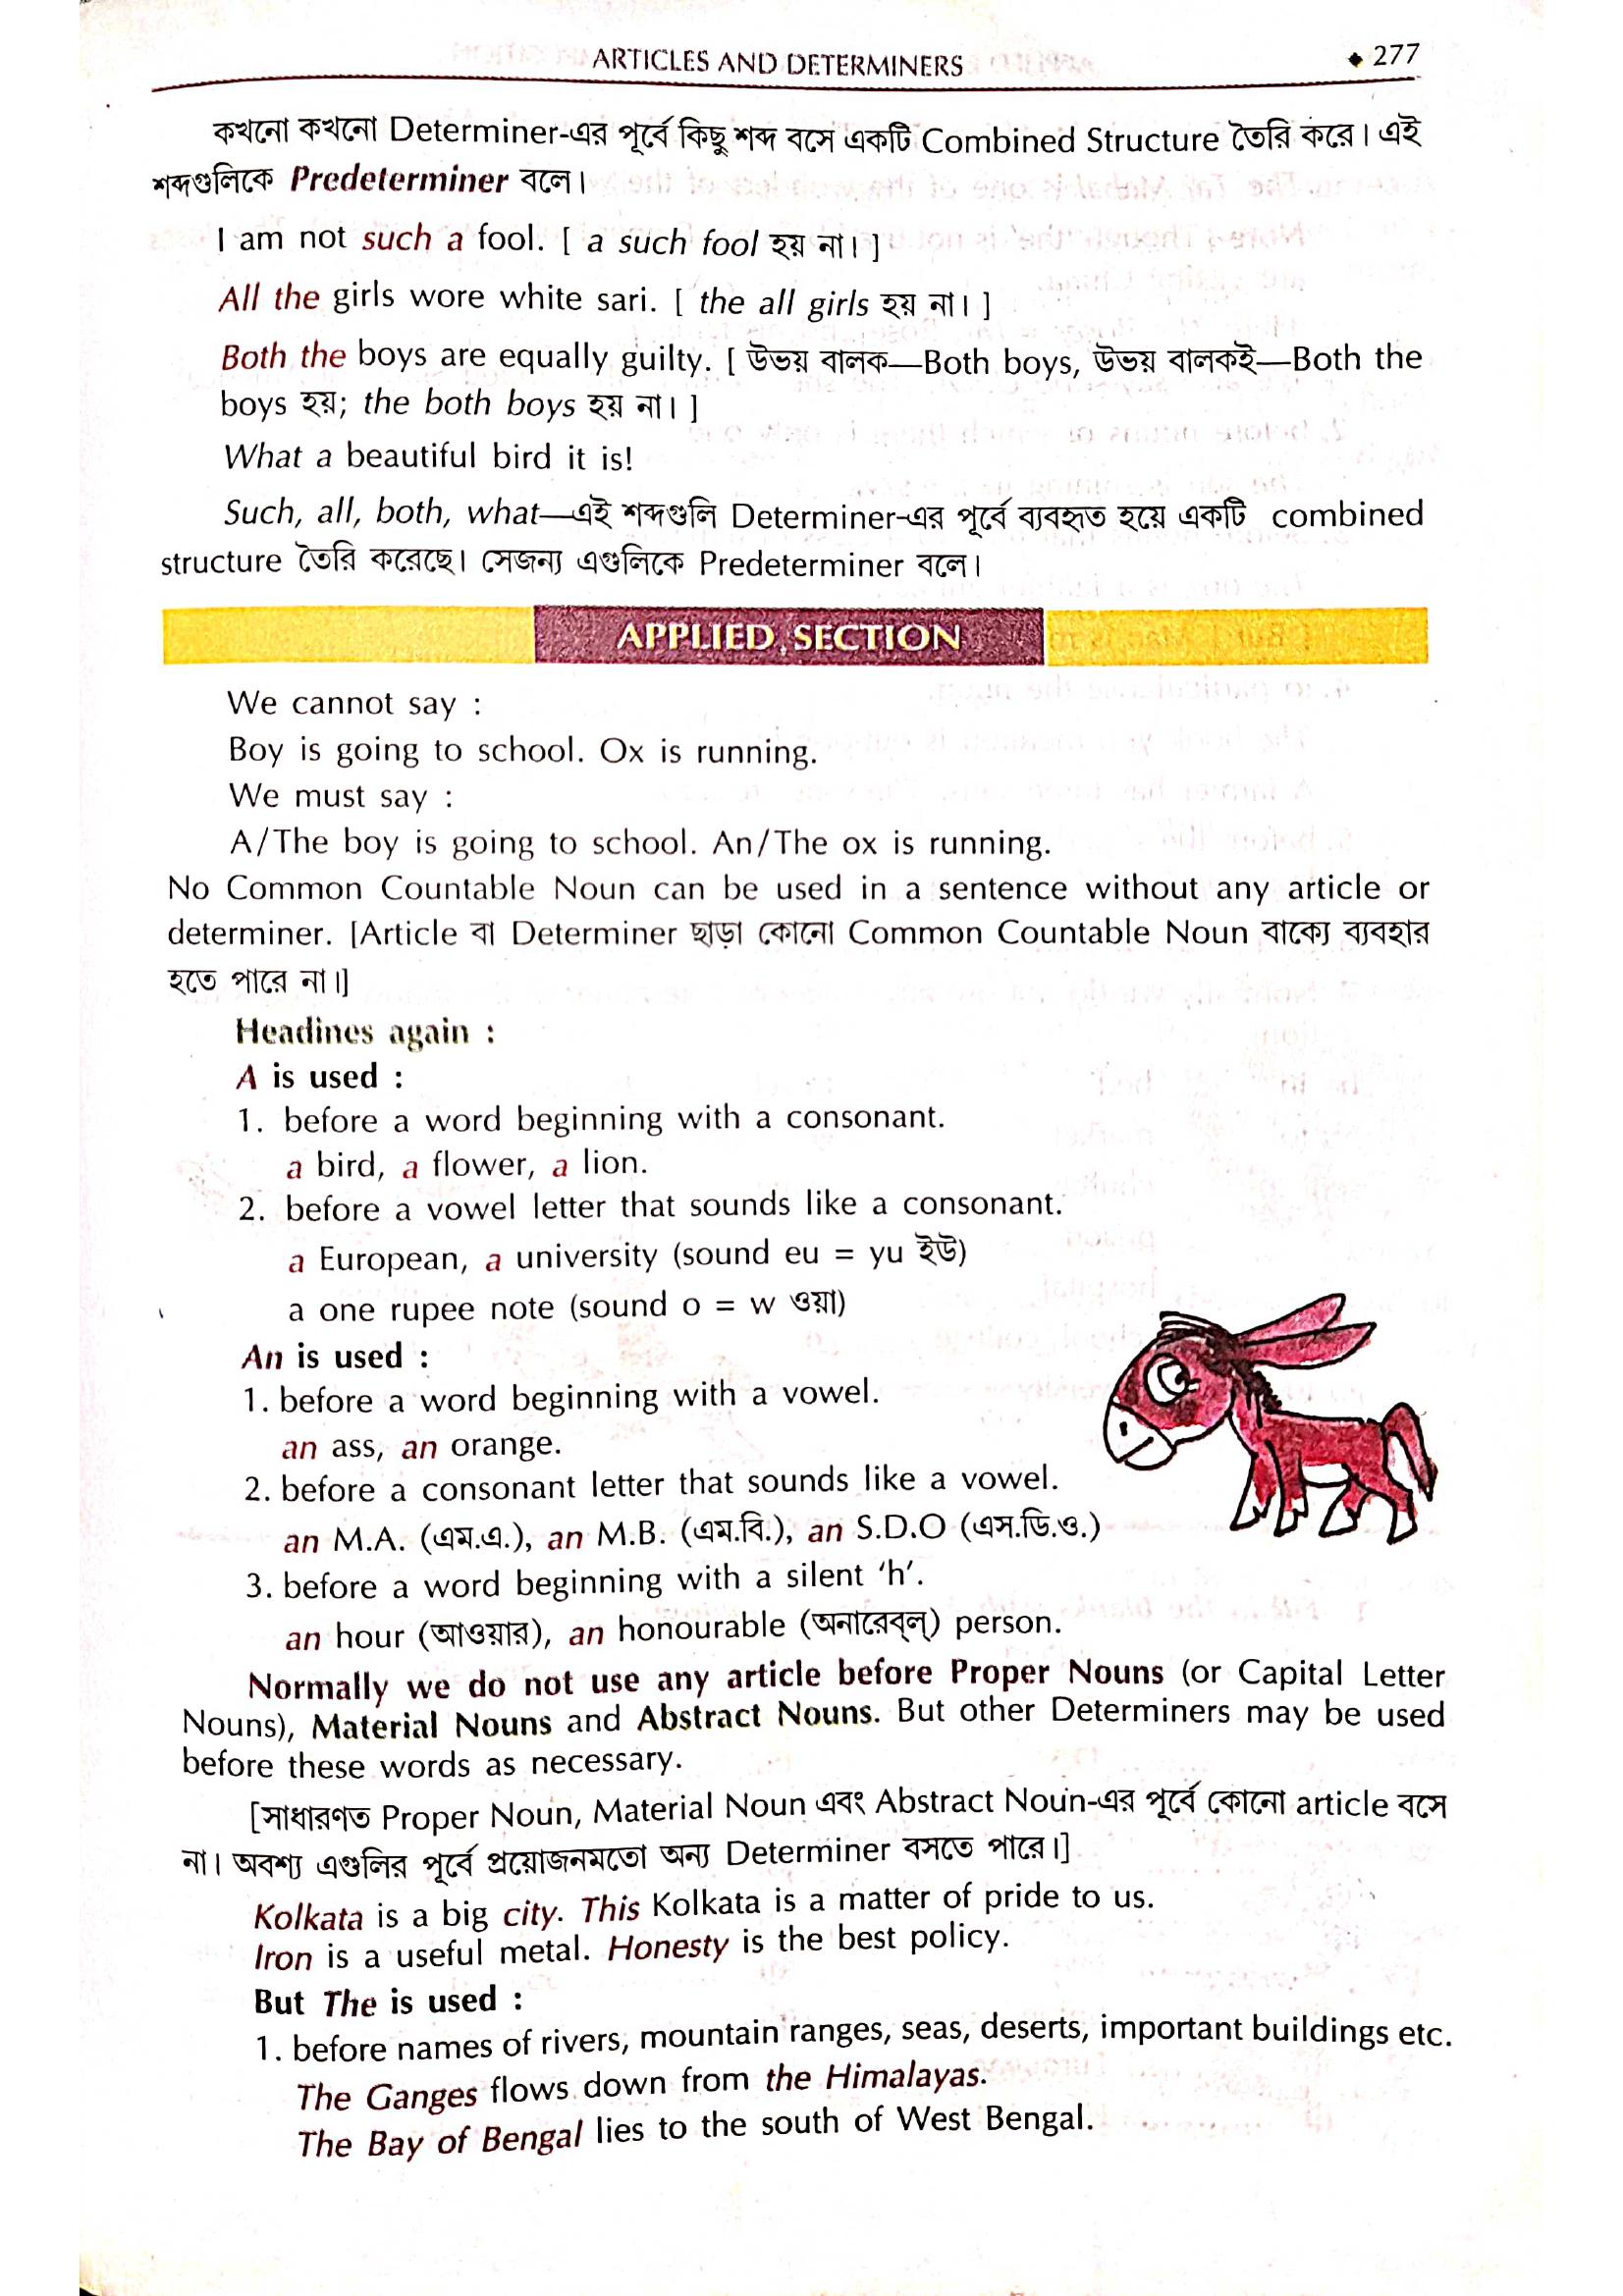 ARTICLES AND DETERMINERS ◆ 277
কখনো কখনো Determiner-এর পূর্বে কিছু শব্দ বসে একটি Combined Structure তৈরি করে। এই
শব্দগুলিকে Predeterminer বলে।
I am not such a fool. [ a such fool হয় না। ]
All the girls wore white sari. [ the all girls হয় না। ]
Both the boys are equally guilty. [ উভয় বালক—Both boys, উভয় বালকই—Both the
boys হয়; the both boys হয় না। ]
What a beautiful bird it is!
Such, all, both, what—এই শব্দগুলি Determiner-এর পূর্বে ব্যবহৃত হয়ে একটি combined
structure তৈরি করেছে। সেজন্য এগুলিকে Predeterminer বলে।
APPLIED SECTION
We cannot say :
Boy is going to school. Ox is running.
We must say :
A/The boy is going to school. An/The ox is running.
No Common Countable Noun can be used in a sentence without any article or
determiner. [Article বা Determiner ছাড়া কোনো Common Countable Noun বাক্যে ব্যবহার
হতে পারে না।]
Headines again :
A is used :
1. before a word beginning with a consonant.
a bird, a flower, a lion.
2. before a vowel letter that sounds like a consonant.
a European, a university (sound eu = yu ইউ)
a one rupee note (sound o = w ওয়া)
An is used :
1. before a word beginning with a vowel.
an ass, an orange.
2. before a consonant letter that sounds like a vowel.
an M.A. (এম.এ.), an M.B. (এম.বি.), an S.D.O (এস.ডি.ও.)
3. before a word beginning with a silent ‘h’.
an hour (আওয়ার), an honourable (অনারেব্‌ল্) person.
Normally we do not use any article before Proper Nouns (or Capital Letter
Nouns), Material Nouns and Abstract Nouns. But other Determiners may be used
before these words as necessary.
[সাধারণত Proper Noun, Material Noun এবং Abstract Noun-এর পূর্বে কোনো article বসে
না। অবশ্য এগুলির পূর্বে প্রয়োজনমতো অন্য Determiner বসতে পারে।]
Kolkata is a big city. This Kolkata is a matter of pride to us.
Iron is a useful metal. Honesty is the best policy.
But The is used :
1. before names of rivers, mountain ranges, seas, deserts, important buildings etc.
The Ganges flows down from the Himalayas.
The Bay of Bengal lies to the south of West Bengal.